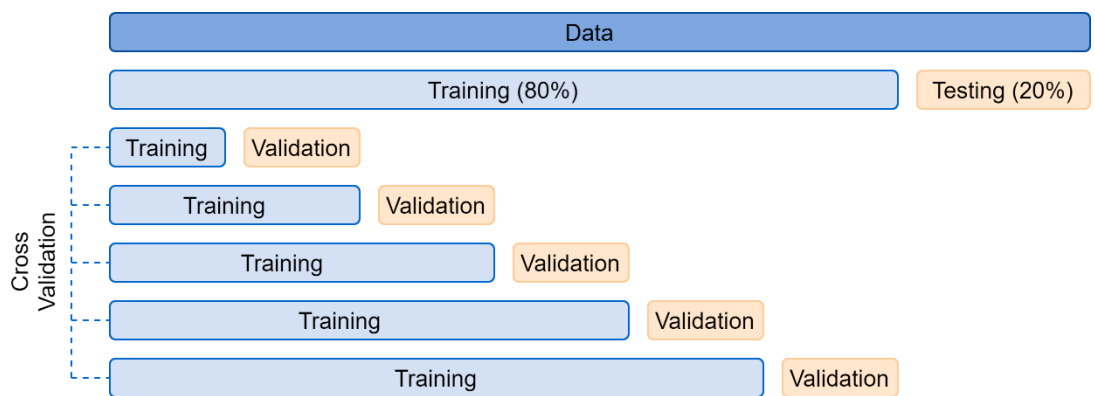 Data
Training (80%)
Testing (20%)
Training
Validation
Training
Validation
Cross
Validation
Training
Validation
Training
Validation
Training
Validation